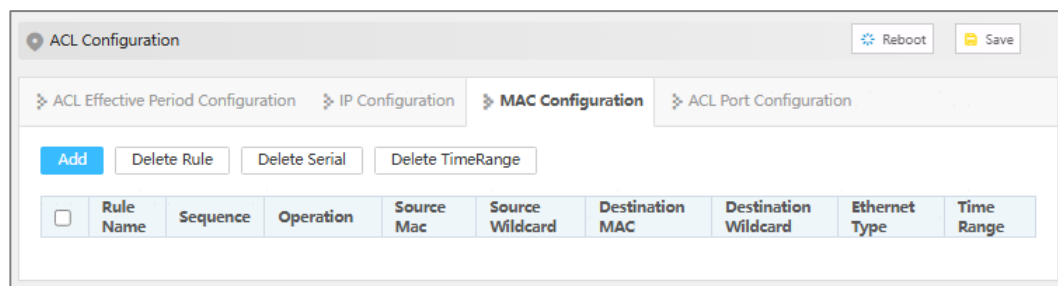 ACL Configuration Reboot Save
ACL Effective Period Configuration IP Configuration MAC Configuration ACL Port Configuration
Add Delete Rule Delete Serial Delete TimeRange
Rule Name Sequence Operation Source Mac Source Wildcard Destination MAC Destination Wildcard Ethernet Type Time Range